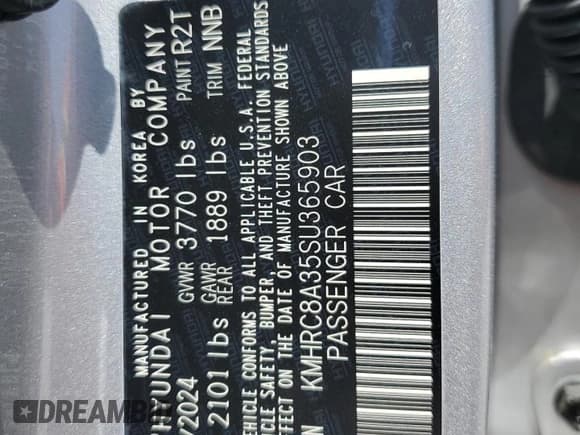 MANUFACTURED IN KOREA BY
HYUNDAI MOTOR COMPANY
/2024 GVWR 3770 lbs PAINT R2T
2101 lbs GAWR REAR 1889 lbs TRIM NNB
VEHICLE CONFORMS TO ALL APPLICABLE U.S.A. FEDERAL
VEHICLE SAFETY, BUMPER, AND THEFT PREVENTION STANDARDS
EFFECT ON THE DATE OF MANUFACTURE SHOWN ABOVE
KMHRC8A35SU365903
PASSENGER CAR
DREAMB